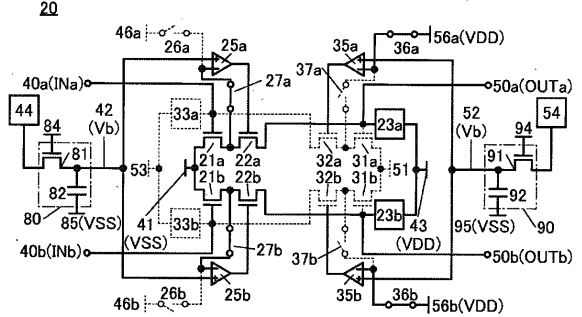 20
46a 26a 25a 35a 36a 56a(VDD)
40a(INa) 27a 37a 50a(OUTa)
44 42 (Vb) 33a 23a 52 (Vb) 54
84 81 53 21a 22a 32a 31a 51 91 94
82 21b 22b 32b 31b 92
80 85(VSS) 41 (VSS) 33b 23b 43 (VDD) 95(VSS) 90
40b(INb) 27b 37b 50b(OUTb)
46b 26b 25b 35b 36b 56b(VDD)